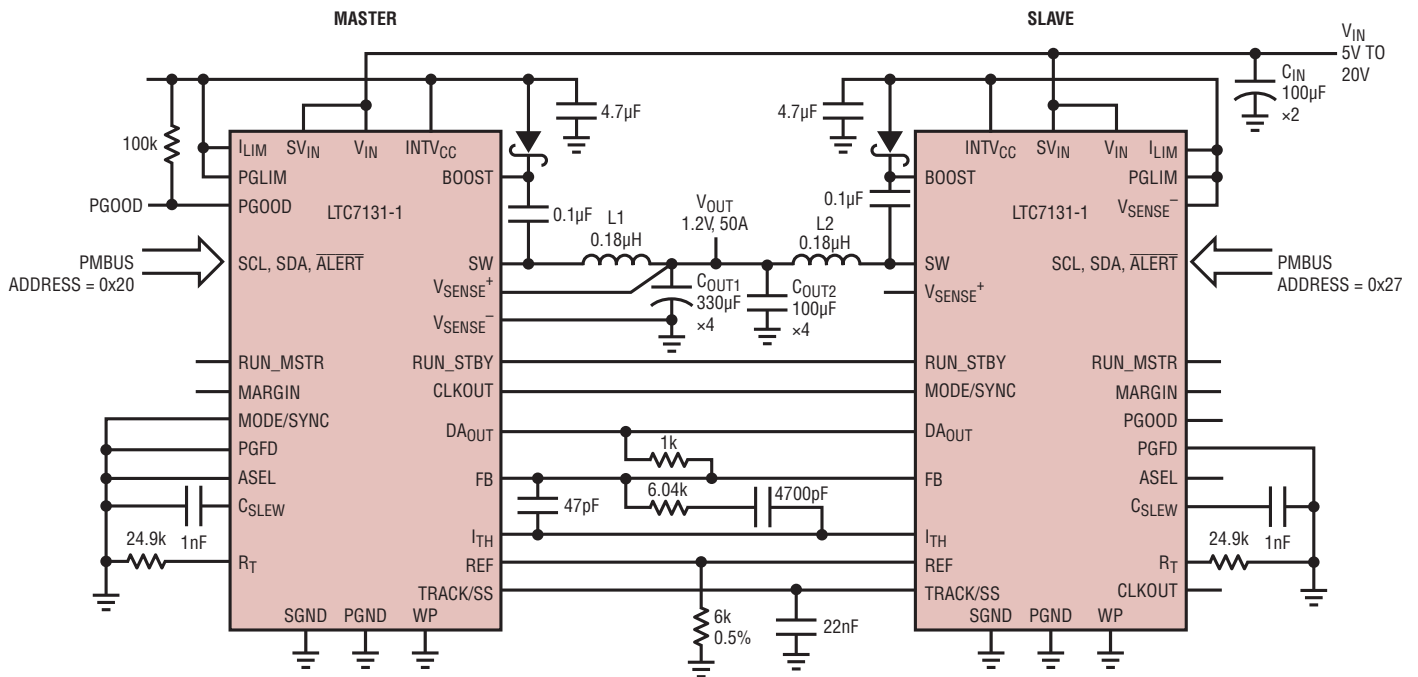 MASTER
SLAVE
VIN
5V TO
20V
CIN
100µF
×2
4.7µF
4.7µF
100k
ILIM
SVIN
VIN
INTVCC
PGLIM
BOOST
PGOOD
PGOOD
LTC7131-1
0.1µF
L1
0.18µH
VOUT
1.2V, 50A
L2
0.18µH
0.1µF
INTVCC
SVIN
VIN
ILIM
BOOST
PGLIM
VSENSE–
LTC7131-1
PMBUS
ADDRESS = 0x20
SCL, SDA, ALERT
SW
VSENSE+
VSENSE–
COUT1
330µF
×4
COUT2
100µF
×4
SW
VSENSE+
SCL, SDA, ALERT
PMBUS
ADDRESS = 0x27
RUN_MSTR
RUN_STBY
RUN_STBY
RUN_MSTR
MARGIN
CLKOUT
MODE/SYNC
MARGIN
MODE/SYNC
DAOUT
DAOUT
PGOOD
PGFD
1k
PGFD
ASEL
FB
FB
ASEL
CSLEW
1nF
47pF
6.04k
4700pF
CSLEW
1nF
24.9k
RT
ITH
ITH
RT
24.9k
REF
REF
TRACK/SS
TRACK/SS
CLKOUT
SGND
PGND
WP
6k
0.5%
22nF
SGND
PGND
WP